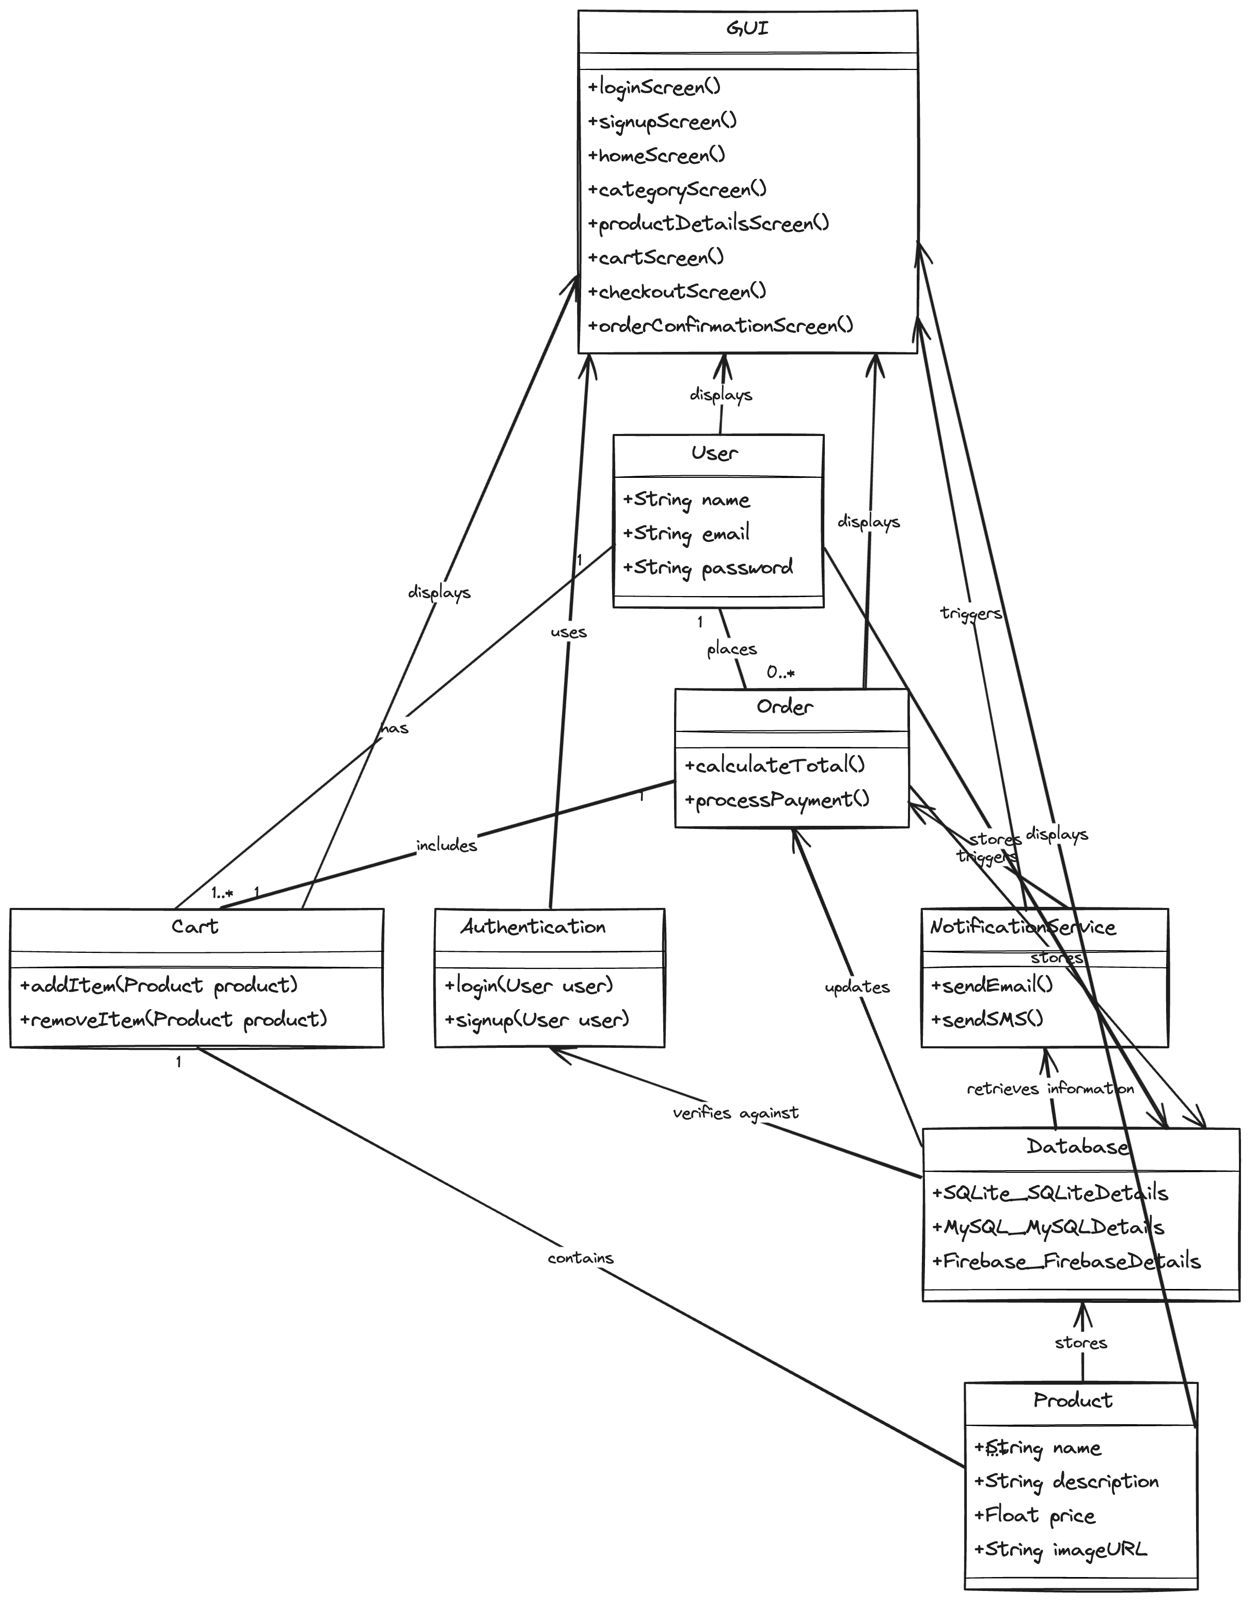 GUI
+loginScreen()
+signupScreen()
+homeScreen()
+categoryScreen()
+productDetailsScreen()
+cartScreen()
+checkoutScreen()
+orderConfirmationScreen()
displays
User
+String name
+String email
+String password
displays
1
displays
triggers
uses
1
places
0..*
has
Order
+calculateTotal()
+processPayment()
1
includes
stores
displays
triggers
1..*
1
Cart
+addItem(Product product)
+removeItem(Product product)
Authentication
+login(User user)
+signup(User user)
NotificationService
stores
+sendEmail()
+sendSMS()
updates
1
retrieves information
verifies against
Database
+SQLite_SQLiteDetails
+MySQL_MySQLDetails
+Firebase_FirebaseDetails
contains
stores
Product
+String name
+String description
+Float price
+String imageURL